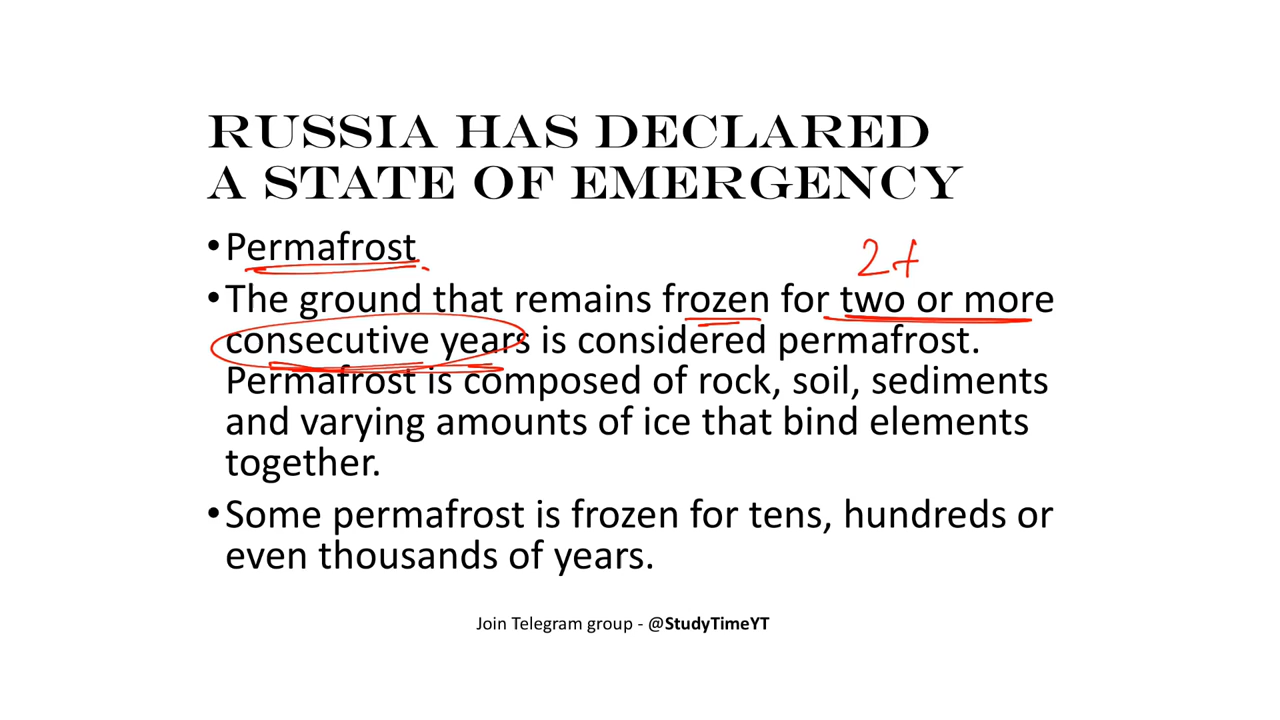 RUSSIA HAS DECLARED
A STATE OF EMERGENCY
•Permafrost
2+
•The ground that remains frozen for two or more
consecutive years is considered permafrost.
Permafrost is composed of rock, soil, sediments
and varying amounts of ice that bind elements
together.
•Some permafrost is frozen for tens, hundreds or
even thousands of years.
Join Telegram group - @StudyTimeYT